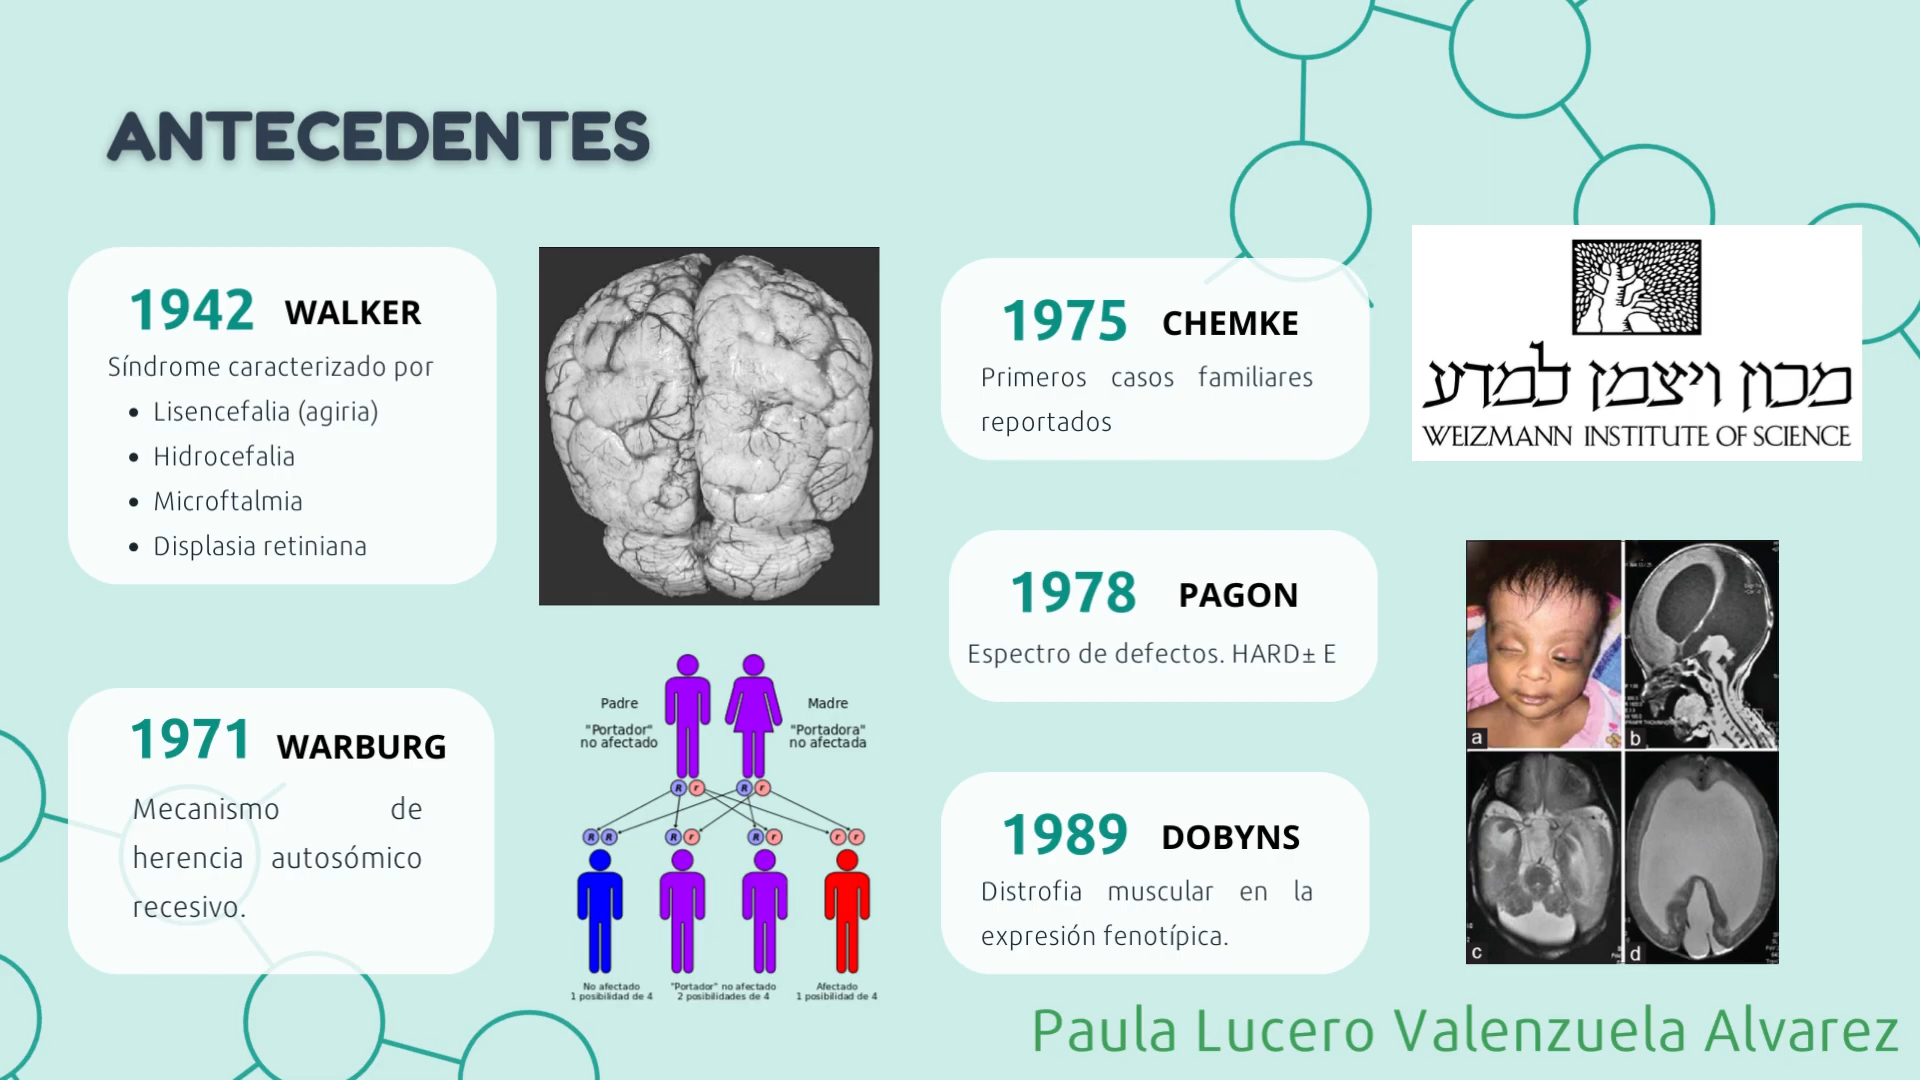 ANTECEDENTES
1942 WALKER
Síndrome caracterizado por
• Lisencefalia (agiria)
• Hidrocefalia
• Microftalmia
• Displasia retiniana
1971 WARBURG
Mecanismo de
herencia autosómico
recesivo.
Padre
"Portador"
no afectado
Madre
"Portadora"
no afectada
R r R r
R R R r R r r r
No afectado
1 posibilidad de 4
"Portador" no afectado
2 posibilidades de 4
Afectado
1 posibilidad de 4
1975 CHEMKE
Primeros casos familiares
reportados
מכון ויצמן למדע
WEIZMANN INSTITUTE OF SCIENCE
1978 PAGON
Espectro de defectos. HARD± E
1989 DOBYNS
Distrofia muscular en la
expresión fenotípica.
a
b
c
d
Paula Lucero Valenzuela Alvarez